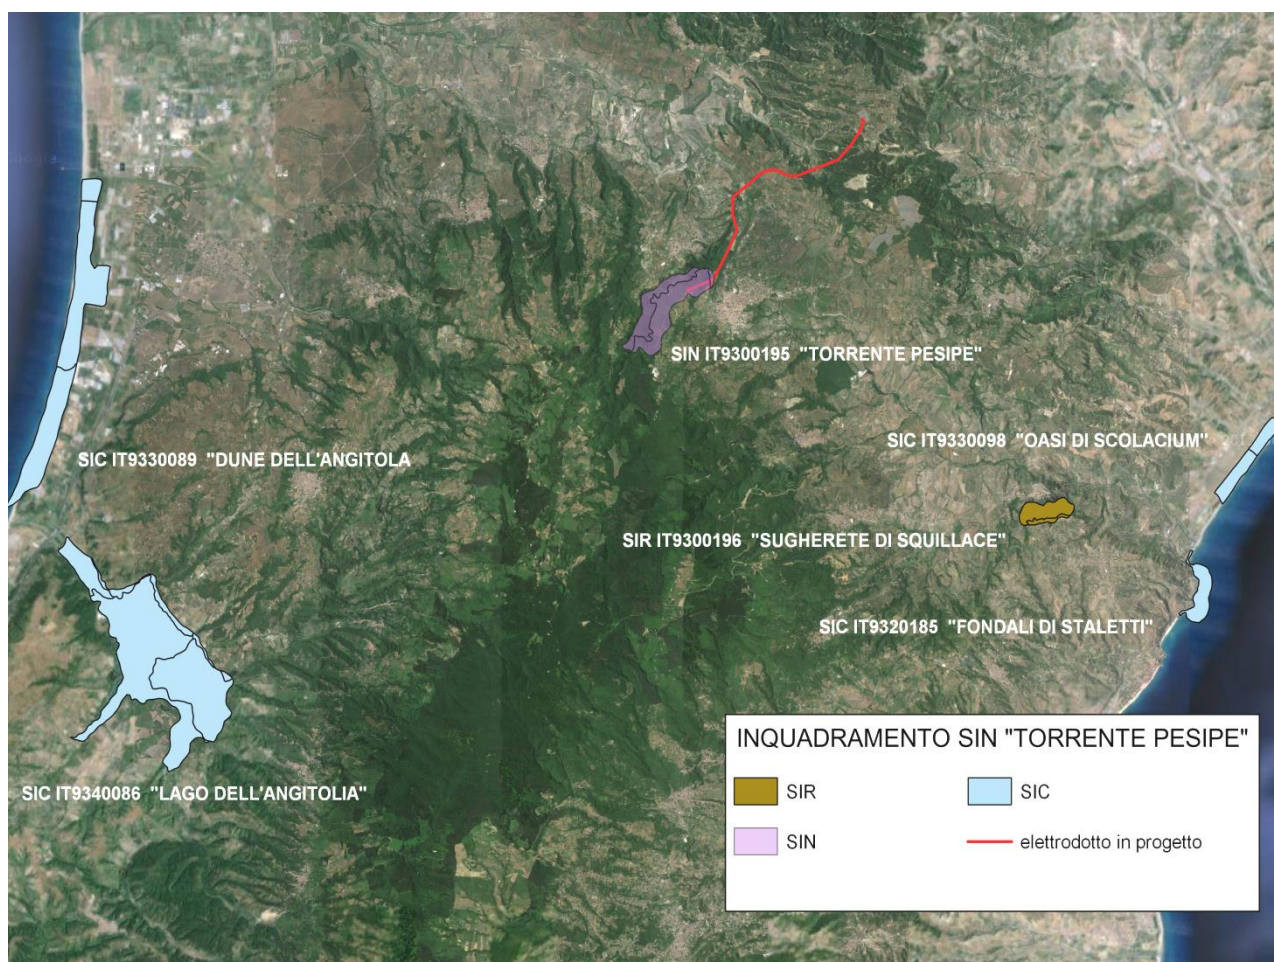 SIN IT9300195 "TORRENTE PESIPE"
SIC IT9330098 "OASI DI SCOLACIUM"
SIC IT9330089 "DUNE DELL'ANGITOLA
SIR IT9300196 "SUGHERETE DI SQUILLACE"
SIC IT9320185 "FONDALI DI STALETTI"
SIC IT9340086 "LAGO DELL'ANGITOLIA"
INQUADRAMENTO SIN "TORRENTE PESIPE"
SIR
SIC
SIN
elettrodotto in progetto